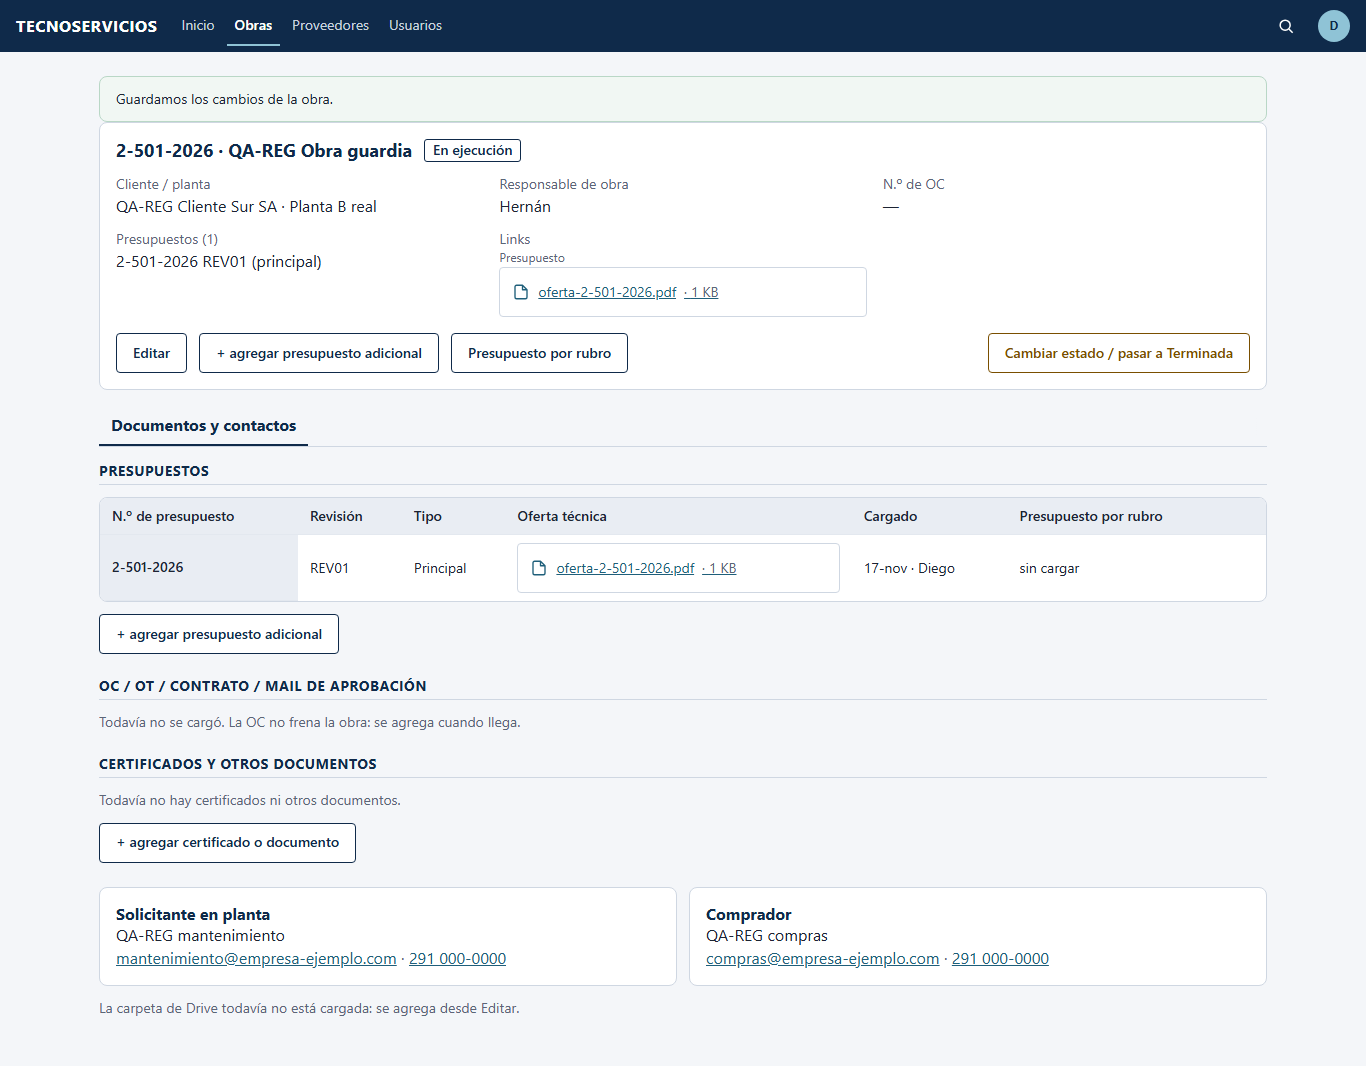 TECNOSERVICIOS Inicio Obras Proveedores Usuarios D
Guardamos los cambios de la obra.
2-501-2026 · QA-REG Obra guardia En ejecución
Cliente / planta Responsable de obra N.º de OC
QA-REG Cliente Sur SA · Planta B real Hernán —
Presupuestos (1) Links
2-501-2026 REV01 (principal) Presupuesto
oferta-2-501-2026.pdf · 1 KB
Editar + agregar presupuesto adicional Presupuesto por rubro Cambiar estado / pasar a Terminada
Documentos y contactos
PRESUPUESTOS
N.º de presupuesto Revisión Tipo Oferta técnica Cargado Presupuesto por rubro
2-501-2026 REV01 Principal oferta-2-501-2026.pdf · 1 KB 17-nov · Diego sin cargar
+ agregar presupuesto adicional
OC / OT / CONTRATO / MAIL DE APROBACIÓN
Todavía no se cargó. La OC no frena la obra: se agrega cuando llega.
CERTIFICADOS Y OTROS DOCUMENTOS
Todavía no hay certificados ni otros documentos.
+ agregar certificado o documento
Solicitante en planta
QA-REG mantenimiento
mantenimiento@empresa-ejemplo.com · 291 000-0000
Comprador
QA-REG compras
compras@empresa-ejemplo.com · 291 000-0000
La carpeta de Drive todavía no está cargada: se agrega desde Editar.